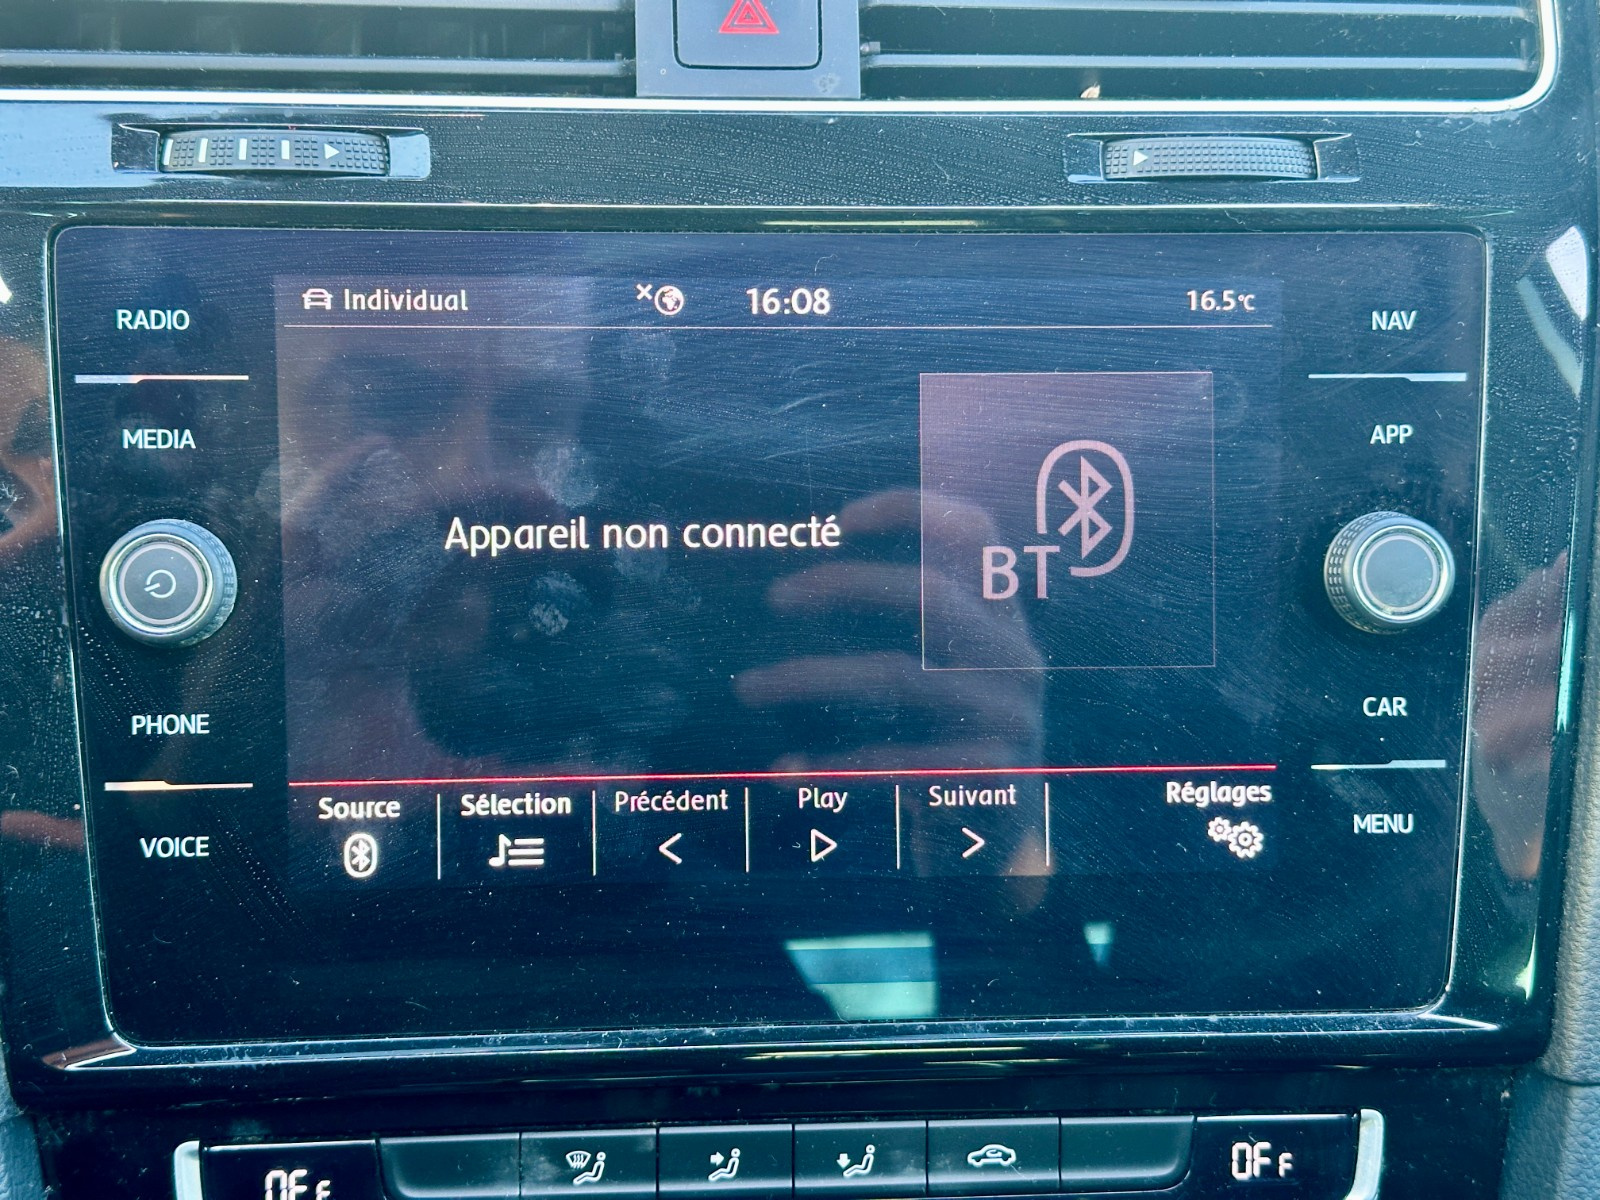 Individual 16:08 16.5°C
RADIO
MEDIA
PHONE
VOICE
Appareil non connecté
BT
Source
Sélection
Précédent
Play
Suivant
Réglages
NAV
APP
CAR
MENU
OFF
OFF